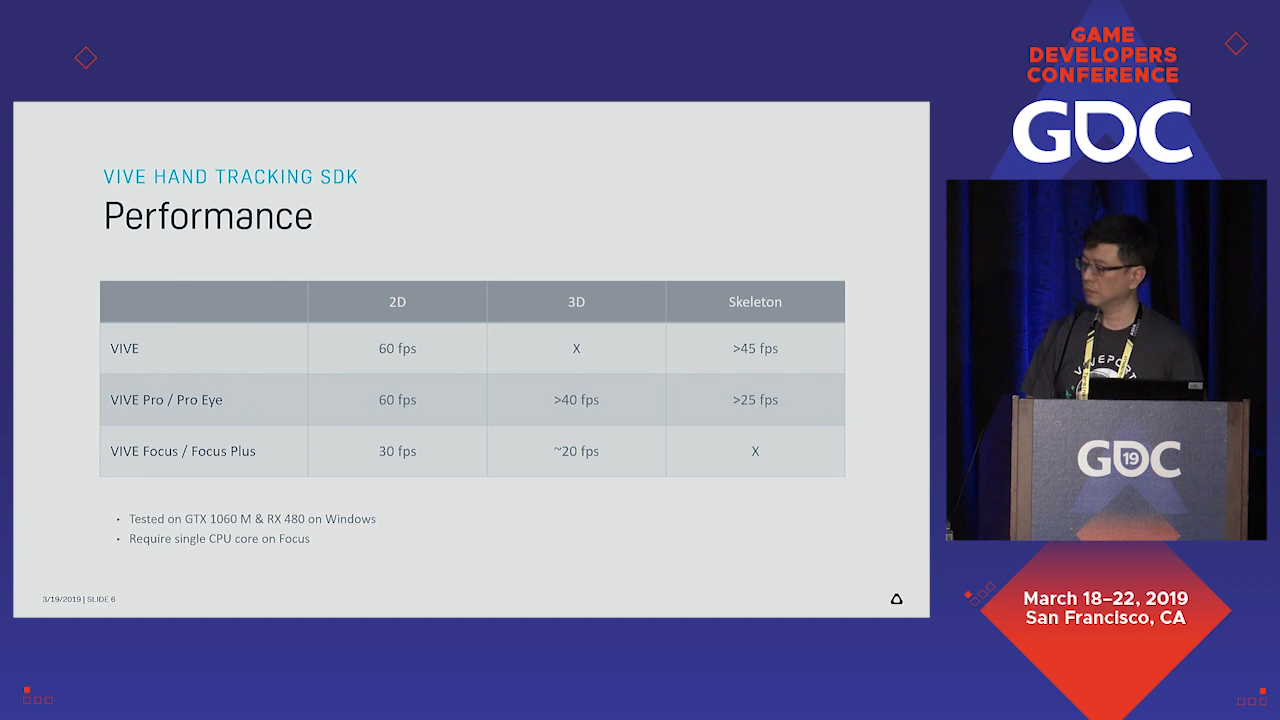 GAME
DEVELOPERS
CONFERENCE
GDC
VIVE HAND TRACKING SDK
Performance
2D 3D Skeleton
VIVE 60 fps X >45 fps
VIVE Pro / Pro Eye 60 fps >40 fps >25 fps
VIVE Focus / Focus Plus 30 fps ~20 fps X
• Tested on GTX 1060 M & RX 480 on Windows
• Require single CPU core on Focus
3/19/2019 | SLIDE 6
VIVEPORT
GDC 19
March 18–22, 2019
San Francisco, CA